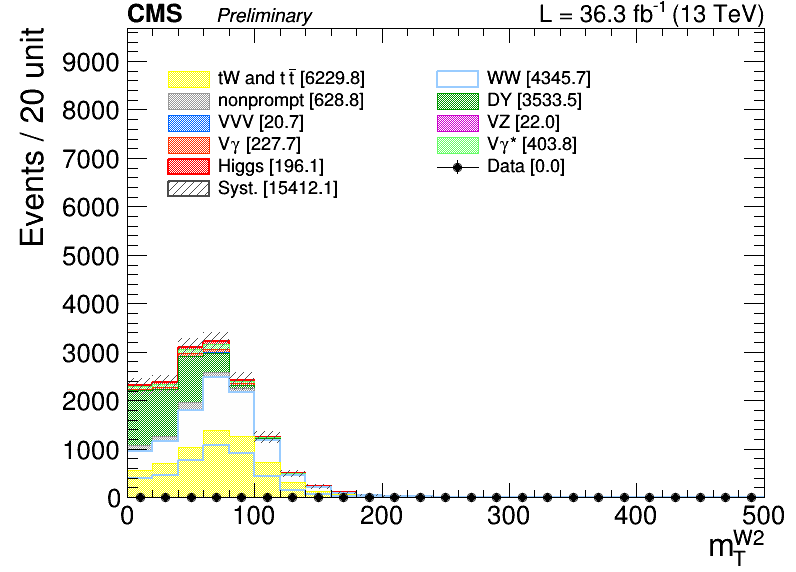 CMS Preliminary L = 36.3 fb⁻¹ (13 TeV)
Events / 20 unit
9000
8000
7000
6000
5000
4000
3000
2000
1000
0
tW and tt̄ [6229.8]
nonprompt [628.8]
VVV [20.7]
Vγ [227.7]
Higgs [196.1]
Syst. [15412.1]
WW [4345.7]
DY [3533.5]
VZ [22.0]
Vγ* [403.8]
Data [0.0]
0 100 200 300 400 500
m_T^W2